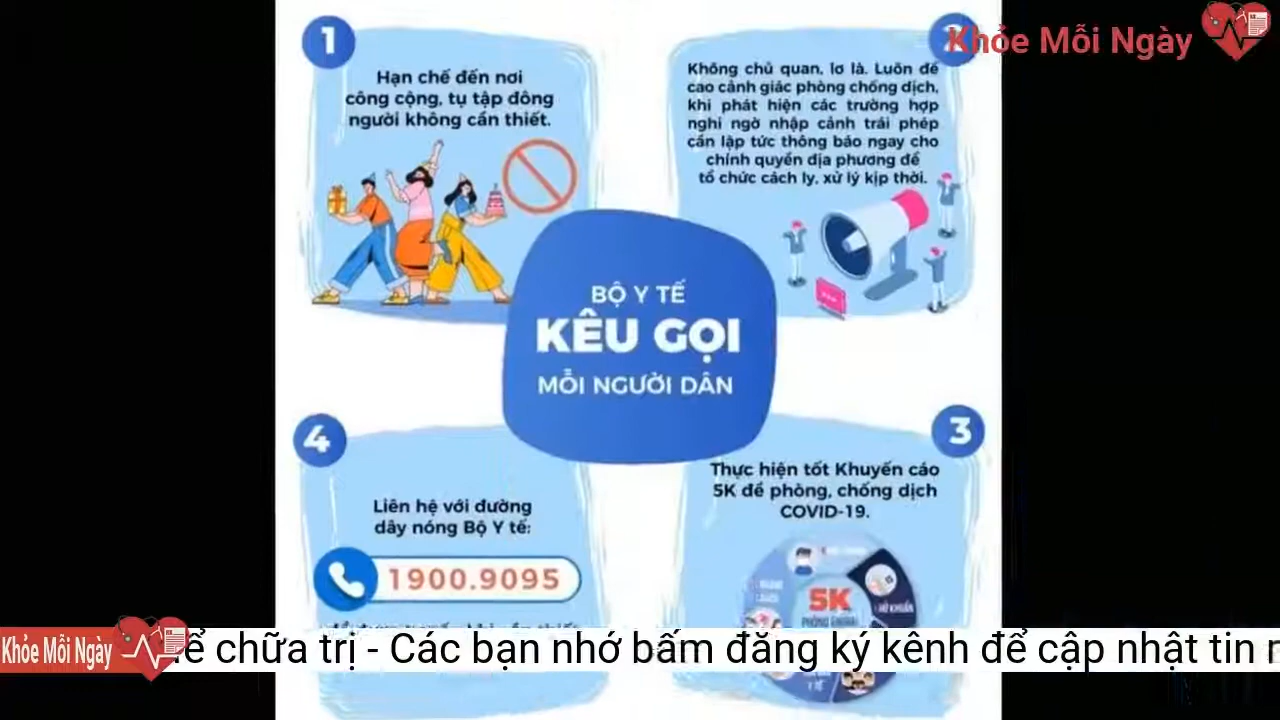 1
Hạn chế đến nơi
công cộng, tụ tập đông
người không cần thiết.
Khỏe Mỗi Ngày
Không chủ quan, lơ là. Luôn đề
cao cảnh giác phòng chống dịch,
khi phát hiện các trường hợp
nghi ngờ nhập cảnh trái phép
cần lập tức thông báo ngay cho
chính quyền địa phương để
tổ chức cách ly, xử lý kịp thời.
BỘ Y TẾ
KÊU GỌI
MỖI NGƯỜI DÂN
3
Thực hiện tốt Khuyến cáo
5K để phòng, chống dịch
COVID-19.
5K
4
Liên hệ với đường
dây nóng Bộ Y tế:
1900.9095
Khỏe Mỗi Ngày
chữa trị - Các bạn nhớ bấm đăng ký kênh để cập nhật tin